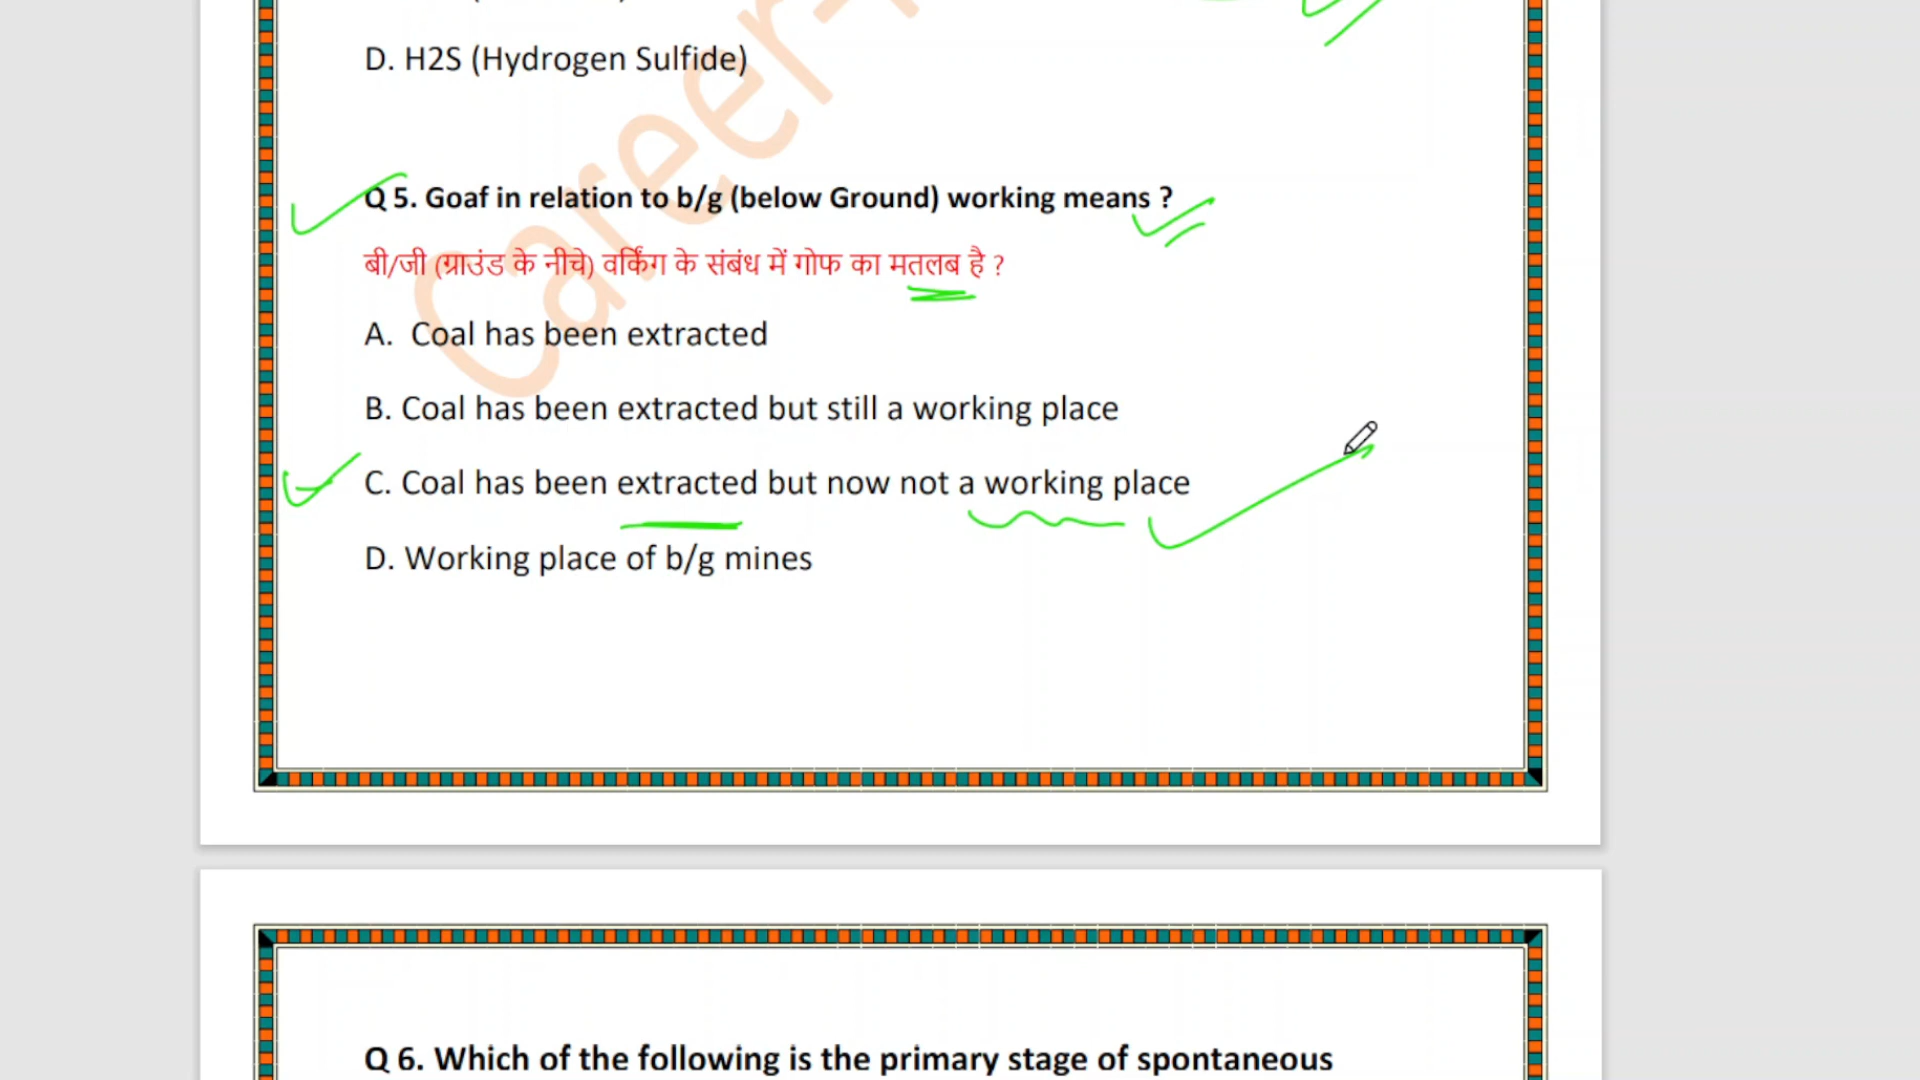 D. H2S (Hydrogen Sulfide)
Career-
Q 5. Goaf in relation to b/g (below Ground) working means ?
बी/जी (ग्राउंड के नीचे) वर्किंग के संबंध में गोफ का मतलब है ?
A. Coal has been extracted
B. Coal has been extracted but still a working place
C. Coal has been extracted but now not a working place
D. Working place of b/g mines
Q 6. Which of the following is the primary stage of spontaneous